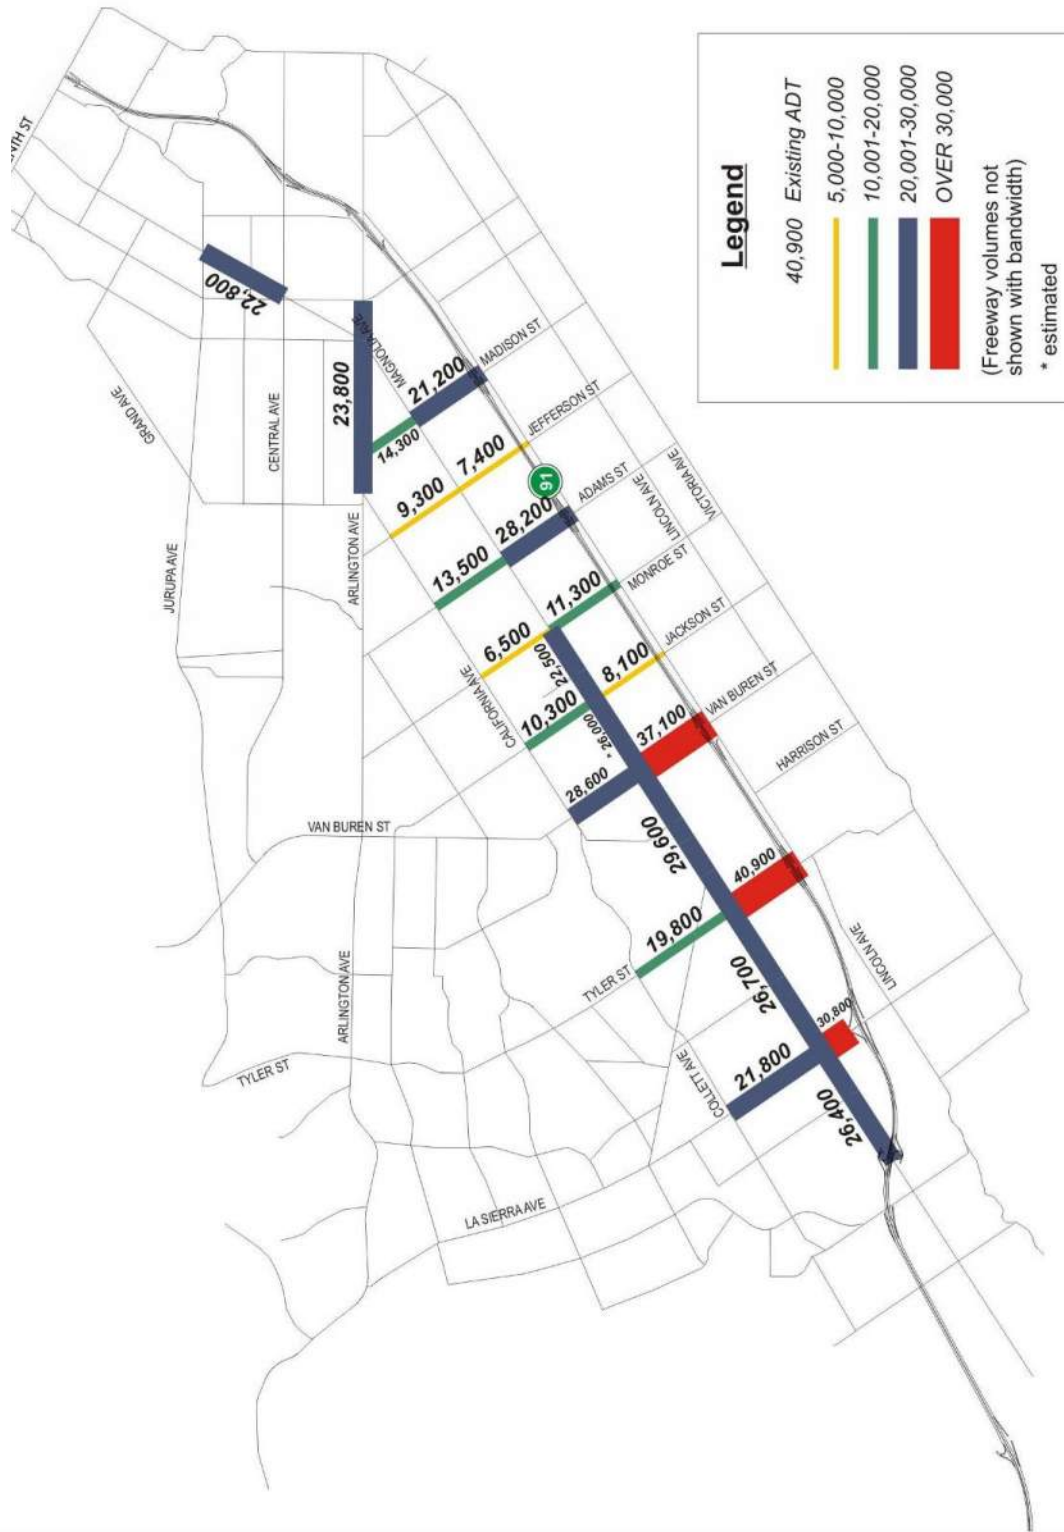 NTH ST
22,800
GRAND AVE
CENTRAL AVE
23,800
MAGNOLIA AVE
21,200
MADISON ST
14,300
JURUPA AVE
ARLINGTON AVE
9,300
7,400
JEFFERSON ST
91
13,500
28,200
ADAMS ST
LINCOLN AVE
VICTORIA AVE
6,500
11,300
MONROE ST
CALIFORNIA AVE
22,500
8,100
JACKSON ST
10,300
* 26,000
37,100
VAN BUREN ST
28,600
HARRISON ST
VAN BUREN ST
29,600
40,900
19,800
TYLER ST
26,700
LINCOLN AVE
ARLINGTON AVE
TYLER ST
30,800
21,800
COLLETT AVE
26,400
LA SIERRA AVE
Legend
40,900 Existing ADT
5,000-10,000
10,001-20,000
20,001-30,000
OVER 30,000
(Freeway volumes not
shown with bandwidth)
* estimated